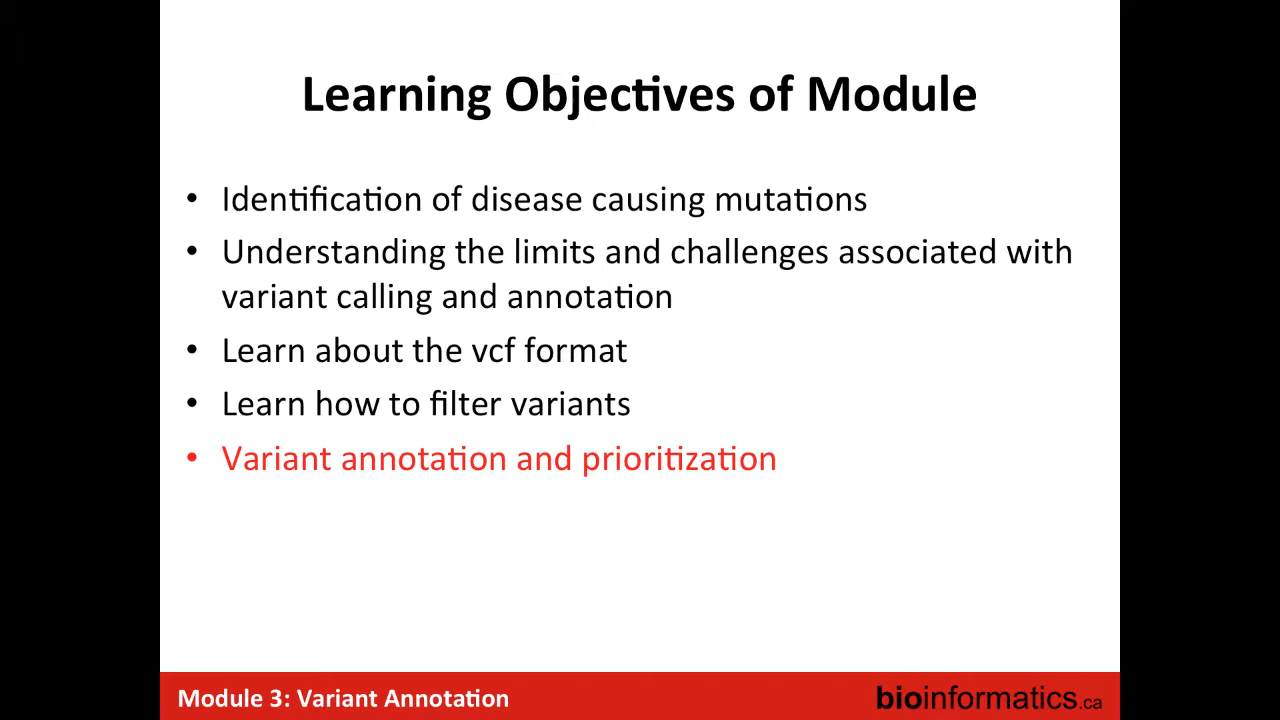 Learning Objectives of Module
• Identification of disease causing mutations
• Understanding the limits and challenges associated with
variant calling and annotation
• Learn about the vcf format
• Learn how to filter variants
• Variant annotation and prioritization
Module 3: Variant Annotation
bioinformatics.ca